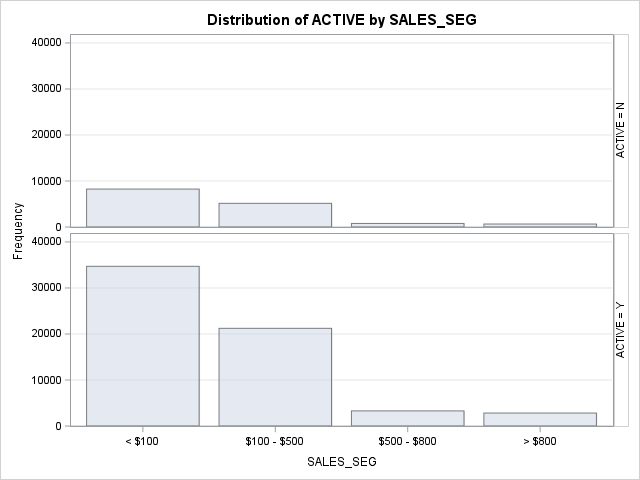 Distribution of ACTIVE by SALES_SEG
40000
30000
20000
10000
0
ACTIVE = N
Frequency
40000
30000
20000
10000
0
ACTIVE = Y
< $100
$100 - $500
$500 - $800
> $800
SALES_SEG